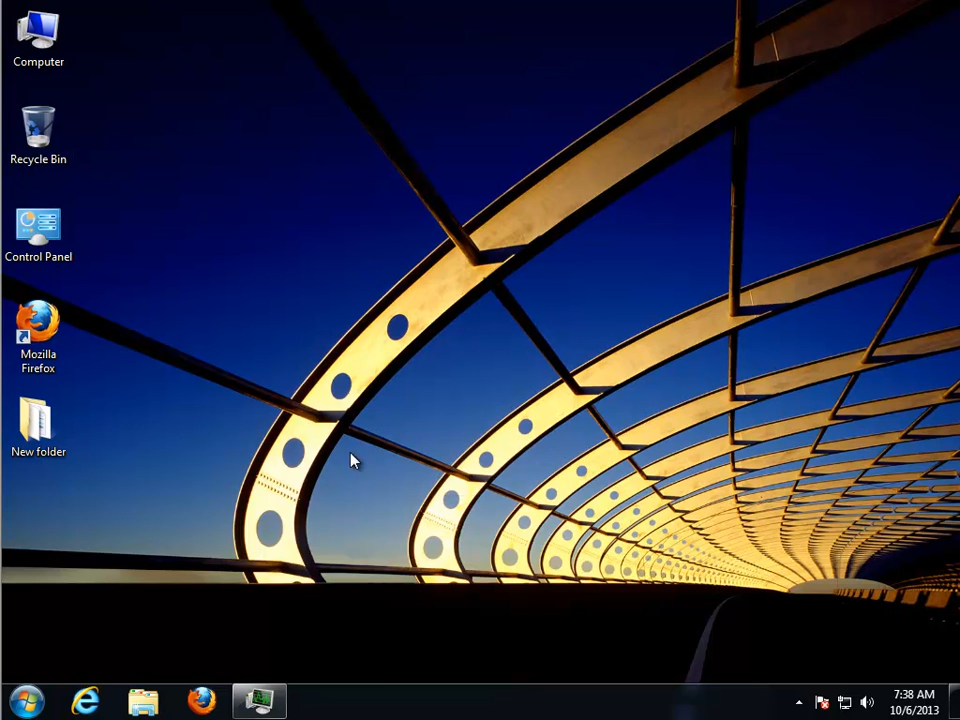 Computer
Recycle Bin
Control Panel
Mozilla
Firefox
New folder
7:38 AM
10/6/2013